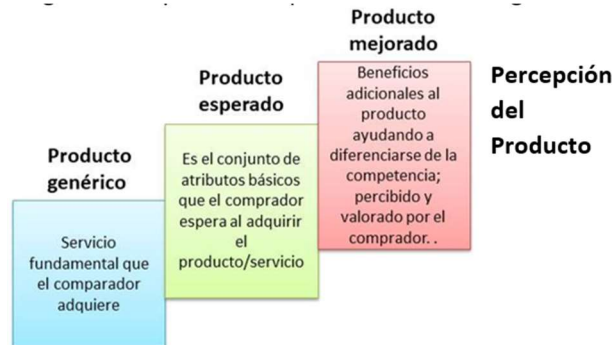 Producto
genérico
Servicio
fundamental que
el comparador
adquiere
Producto
esperado
Es el conjunto de
atributos básicos
que el comprador
espera al adquirir
el
producto/servicio
Producto
mejorado
Beneficios
adicionales al
producto
ayudando a
diferenciarse de la
competencia;
percibido y
valorado por el
comprador. .
Percepción
del
Producto